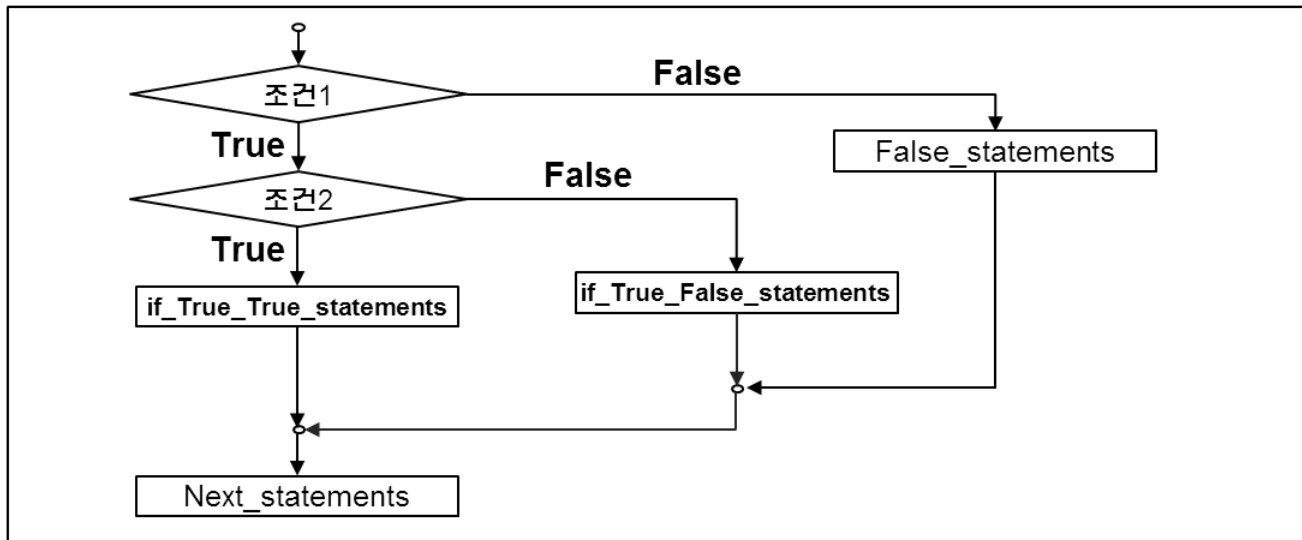 조건1
False
True
False_statements
조건2
False
True
if_True_True_statements
if_True_False_statements
Next_statements